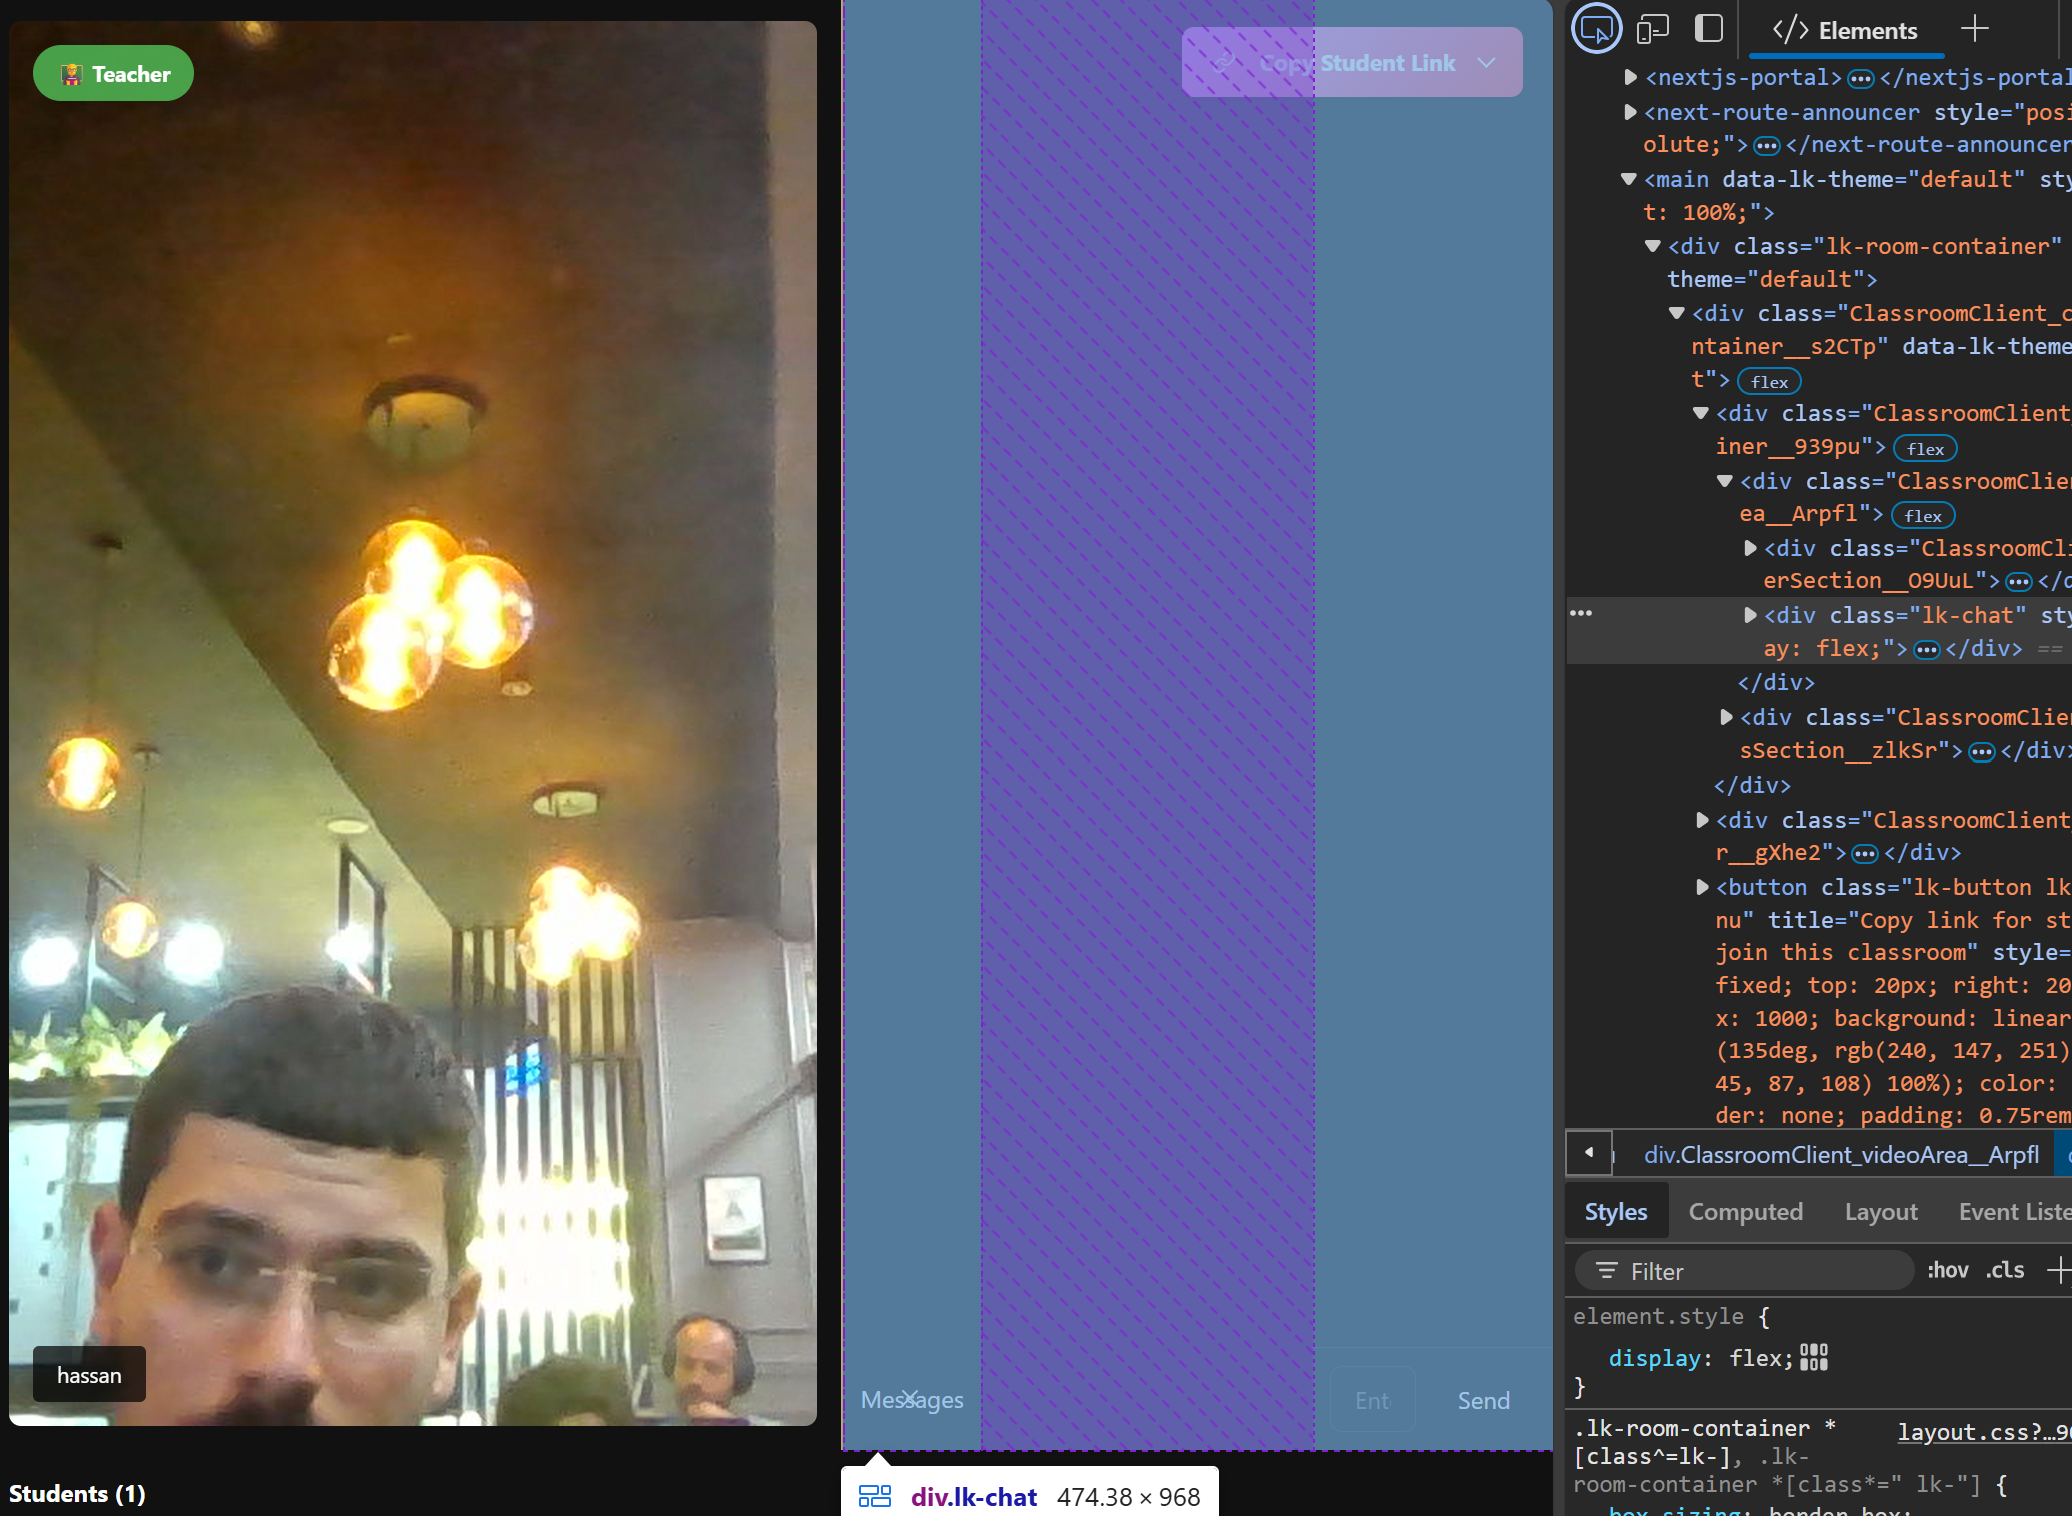 Teacher
hassan
Students (1)
Copy Student Link
Messages
Ent
Send
div.lk-chat 474.38 × 968
Elements
<nextjs-portal>…</nextjs-portal
<next-route-announcer style="posi
olute;">…</next-route-announcer
<main data-lk-theme="default" sty
t: 100%;">
<div class="lk-room-container"
theme="default">
<div class="ClassroomClient_c
ntainer__s2CTp" data-lk-theme
t"> flex
<div class="ClassroomClient
iner__939pu"> flex
<div class="ClassroomClie
ea__Arpfl"> flex
<div class="ClassroomCli
erSection__O9UuL">…</d
<div class="lk-chat" sty
ay: flex;">…</div> ==
</div>
<div class="ClassroomClie
sSection__zlkSr">…</div>
</div>
<div class="ClassroomClient
r__gXhe2">…</div>
<button class="lk-button lk
nu" title="Copy link for st
join this classroom" style=
fixed; top: 20px; right: 20
x: 1000; background: linear
(135deg, rgb(240, 147, 251)
45, 87, 108) 100%); color:
der: none; padding: 0.75rem
div.ClassroomClient_videoArea__Arpfl
Styles Computed Layout Event Liste
Filter :hov .cls
element.style {
display: flex;
}
.lk-room-container * layout.css?…9
[class^=lk-], .lk-
room-container *[class*=" lk-"] {
box-sizing: border-box;